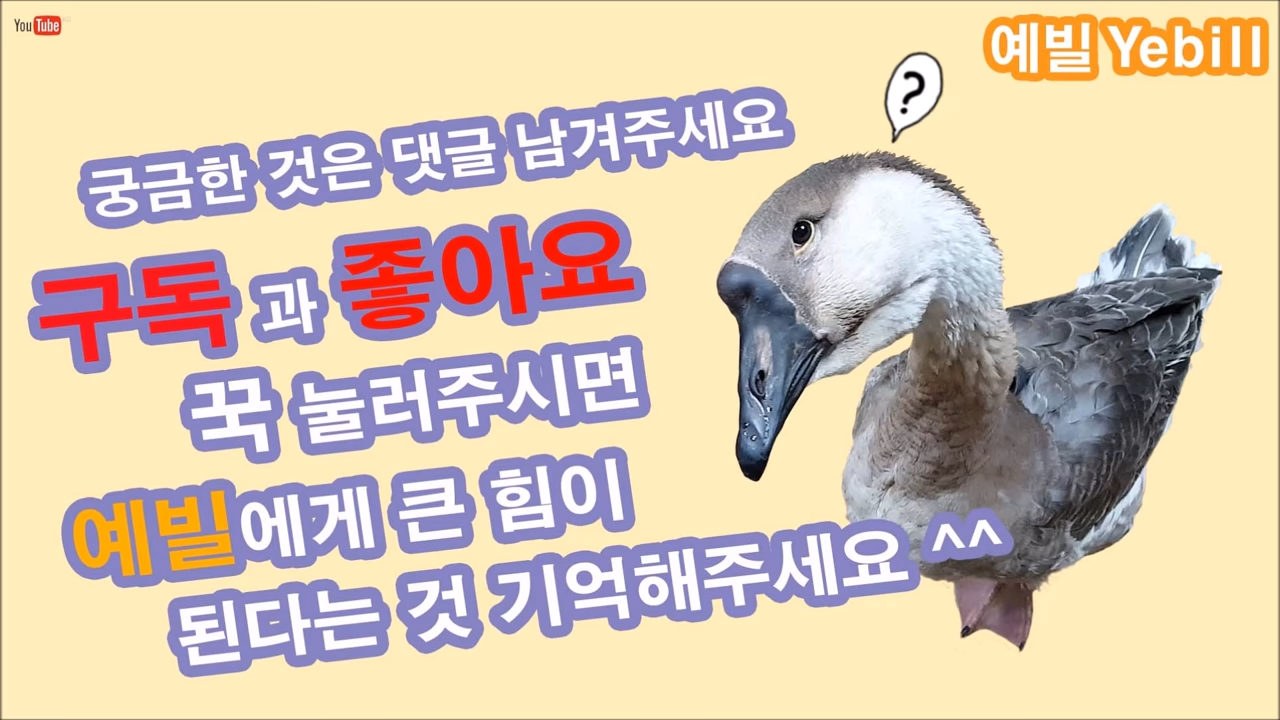 YouTube
예빌 Yebill
?
궁금한 것은 댓글 남겨주세요
구독 과 좋아요
꾹 눌러주시면
예빌에게 큰 힘이
된다는 것 기억해주세요 ^^